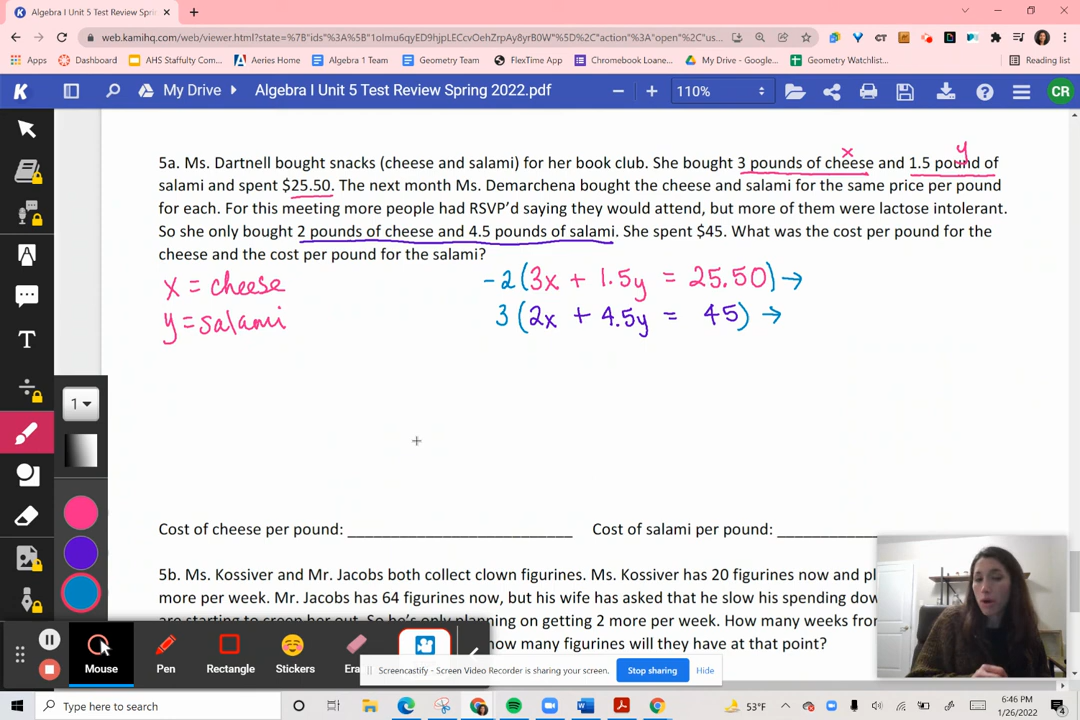 Algebra I Unit 5 Test Review Spri
web.kamihq.com/web/viewer.html?state=%7B"ids"%3A%5B"1oImu6qyED9hjpLECcvOehZrpAy8yrB0W"%5D%2C"action"%3A"open"%2C"us...
Apps Dashboard AHS Staffulty Com... Aeries Home Algebra 1 Team Geometry Team FlexTime App Chromebook Loane... My Drive - Google... Geometry Watchlist... Reading list
My Drive Algebra I Unit 5 Test Review Spring 2022.pdf 110% CR
x y
5a. Ms. Dartnell bought snacks (cheese and salami) for her book club. She bought 3 pounds of cheese and 1.5 pound of
salami and spent $25.50. The next month Ms. Demarchena bought the cheese and salami for the same price per pound
for each. For this meeting more people had RSVP'd saying they would attend, but more of them were lactose intolerant.
So she only bought 2 pounds of cheese and 4.5 pounds of salami. She spent $45. What was the cost per pound for the
cheese and the cost per pound for the salami?
x = cheese
y = salami
-2(3x + 1.5y = 25.50) →
3(2x + 4.5y = 45) →
1
Cost of cheese per pound: Cost of salami per pound:
5b. Ms. Kossiver and Mr. Jacobs both collect clown figurines. Ms. Kossiver has 20 figurines now and pl
more per week. Mr. Jacobs has 64 figurines now, but his wife has asked that he slow his spending dow
are starting to creep her out. So he's only planning on getting 2 more per week. How many weeks from
how many figurines will they have at that point?
Mouse Pen Rectangle Stickers Era
Screencastify - Screen Video Recorder is sharing your screen. Stop sharing Hide
Type here to search
53°F
6:46 PM
1/26/2022
4